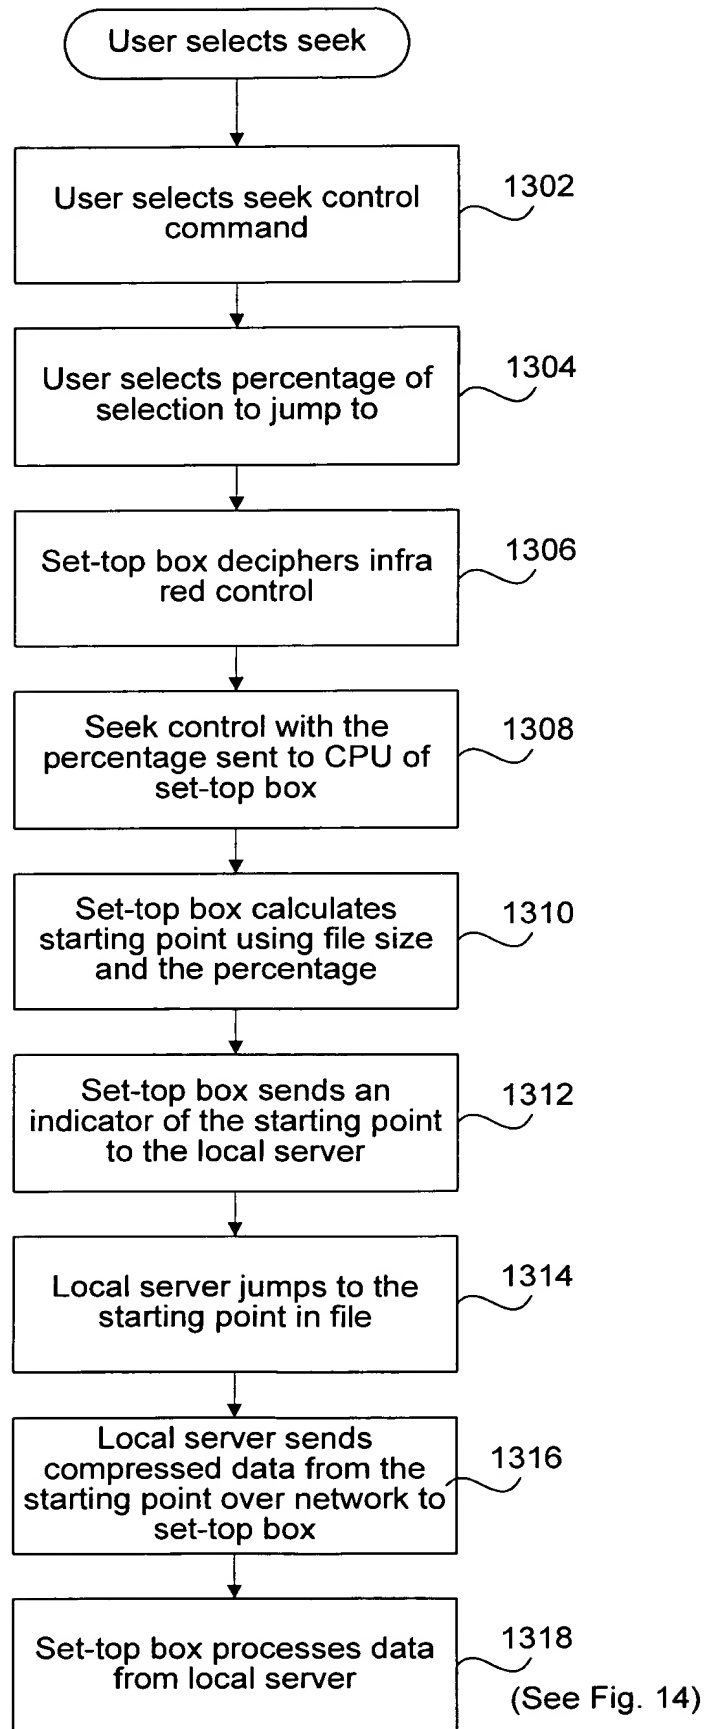 User selects seek
User selects seek control
command
1302
User selects percentage of
selection to jump to
1304
Set-top box deciphers infra
red control
1306
Seek control with the
percentage sent to CPU of
set-top box
1308
Set-top box calculates
starting point using file size
and the percentage
1310
Set-top box sends an
indicator of the starting point
to the local server
1312
Local server jumps to the
starting point in file
1314
Local server sends
compressed data from the
starting point over network to
set-top box
1316
Set-top box processes data
from local server
1318
(See Fig. 14)